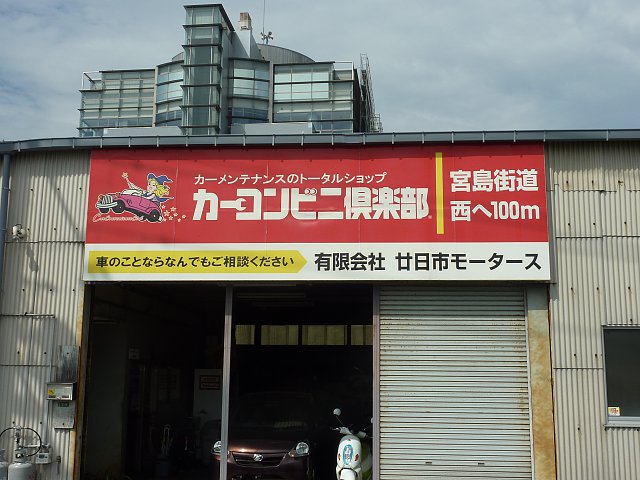 カーメンテナンスのトータルショップ
カーコンビニ倶楽部
宮島街道
西へ100m
車のことならなんでもご相談ください
有限会社 廿日市モータース